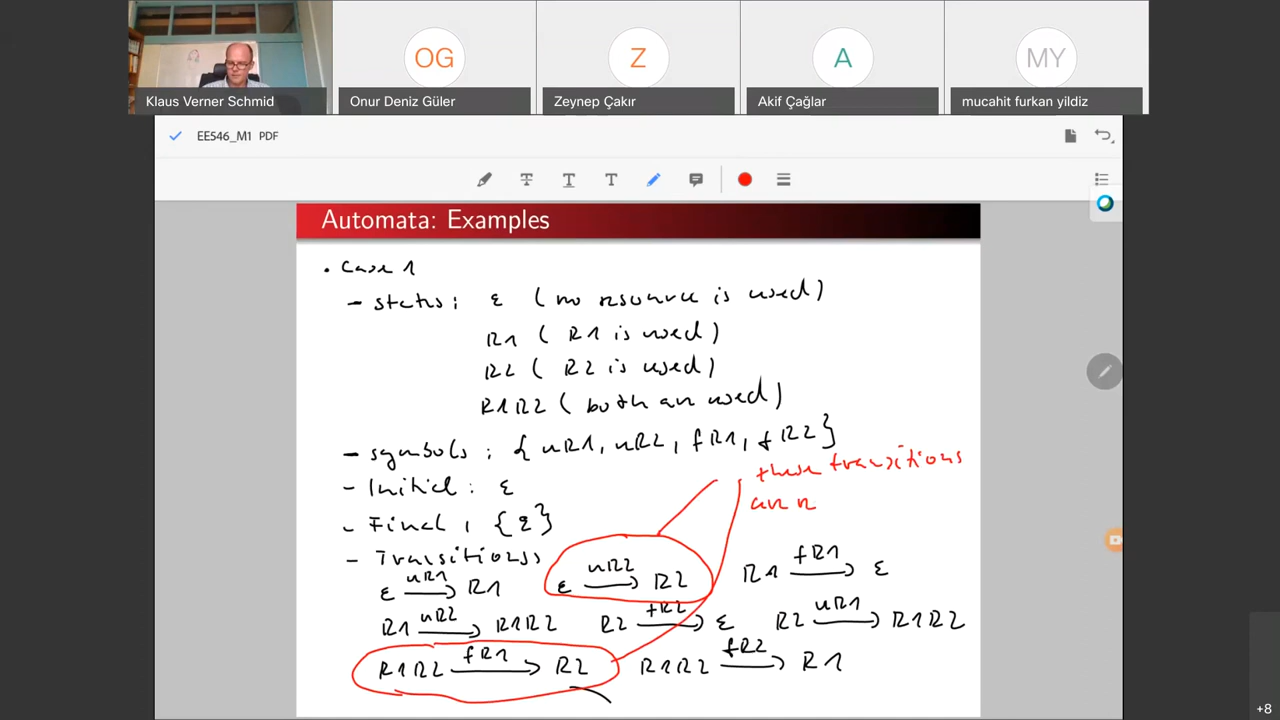 OG
Z
A
MY
Klaus Verner Schmid
Onur Deniz Güler
Zeynep Çakır
Akif Çağlar
mucahit furkan yildiz
EE546_M1 PDF
Automata: Examples
• Case 1
- states : ε (no resource is used)
R1 (R1 is used)
R2 (R2 is used)
R1R2 (both are used)
- symbols : {uR1, uR2, fR1, fR2}
these transitions
- Initial : ε
are n
- Final : {ε}
- Transitions
ε uR1 → R1
ε uR2 → R2
R1 fR1 → ε
R1 uR2 → R1R2
R2 fR2 → ε
R2 uR1 → R1R2
R1R2 fR1 → R2
R1R2 fR2 → R1
+8